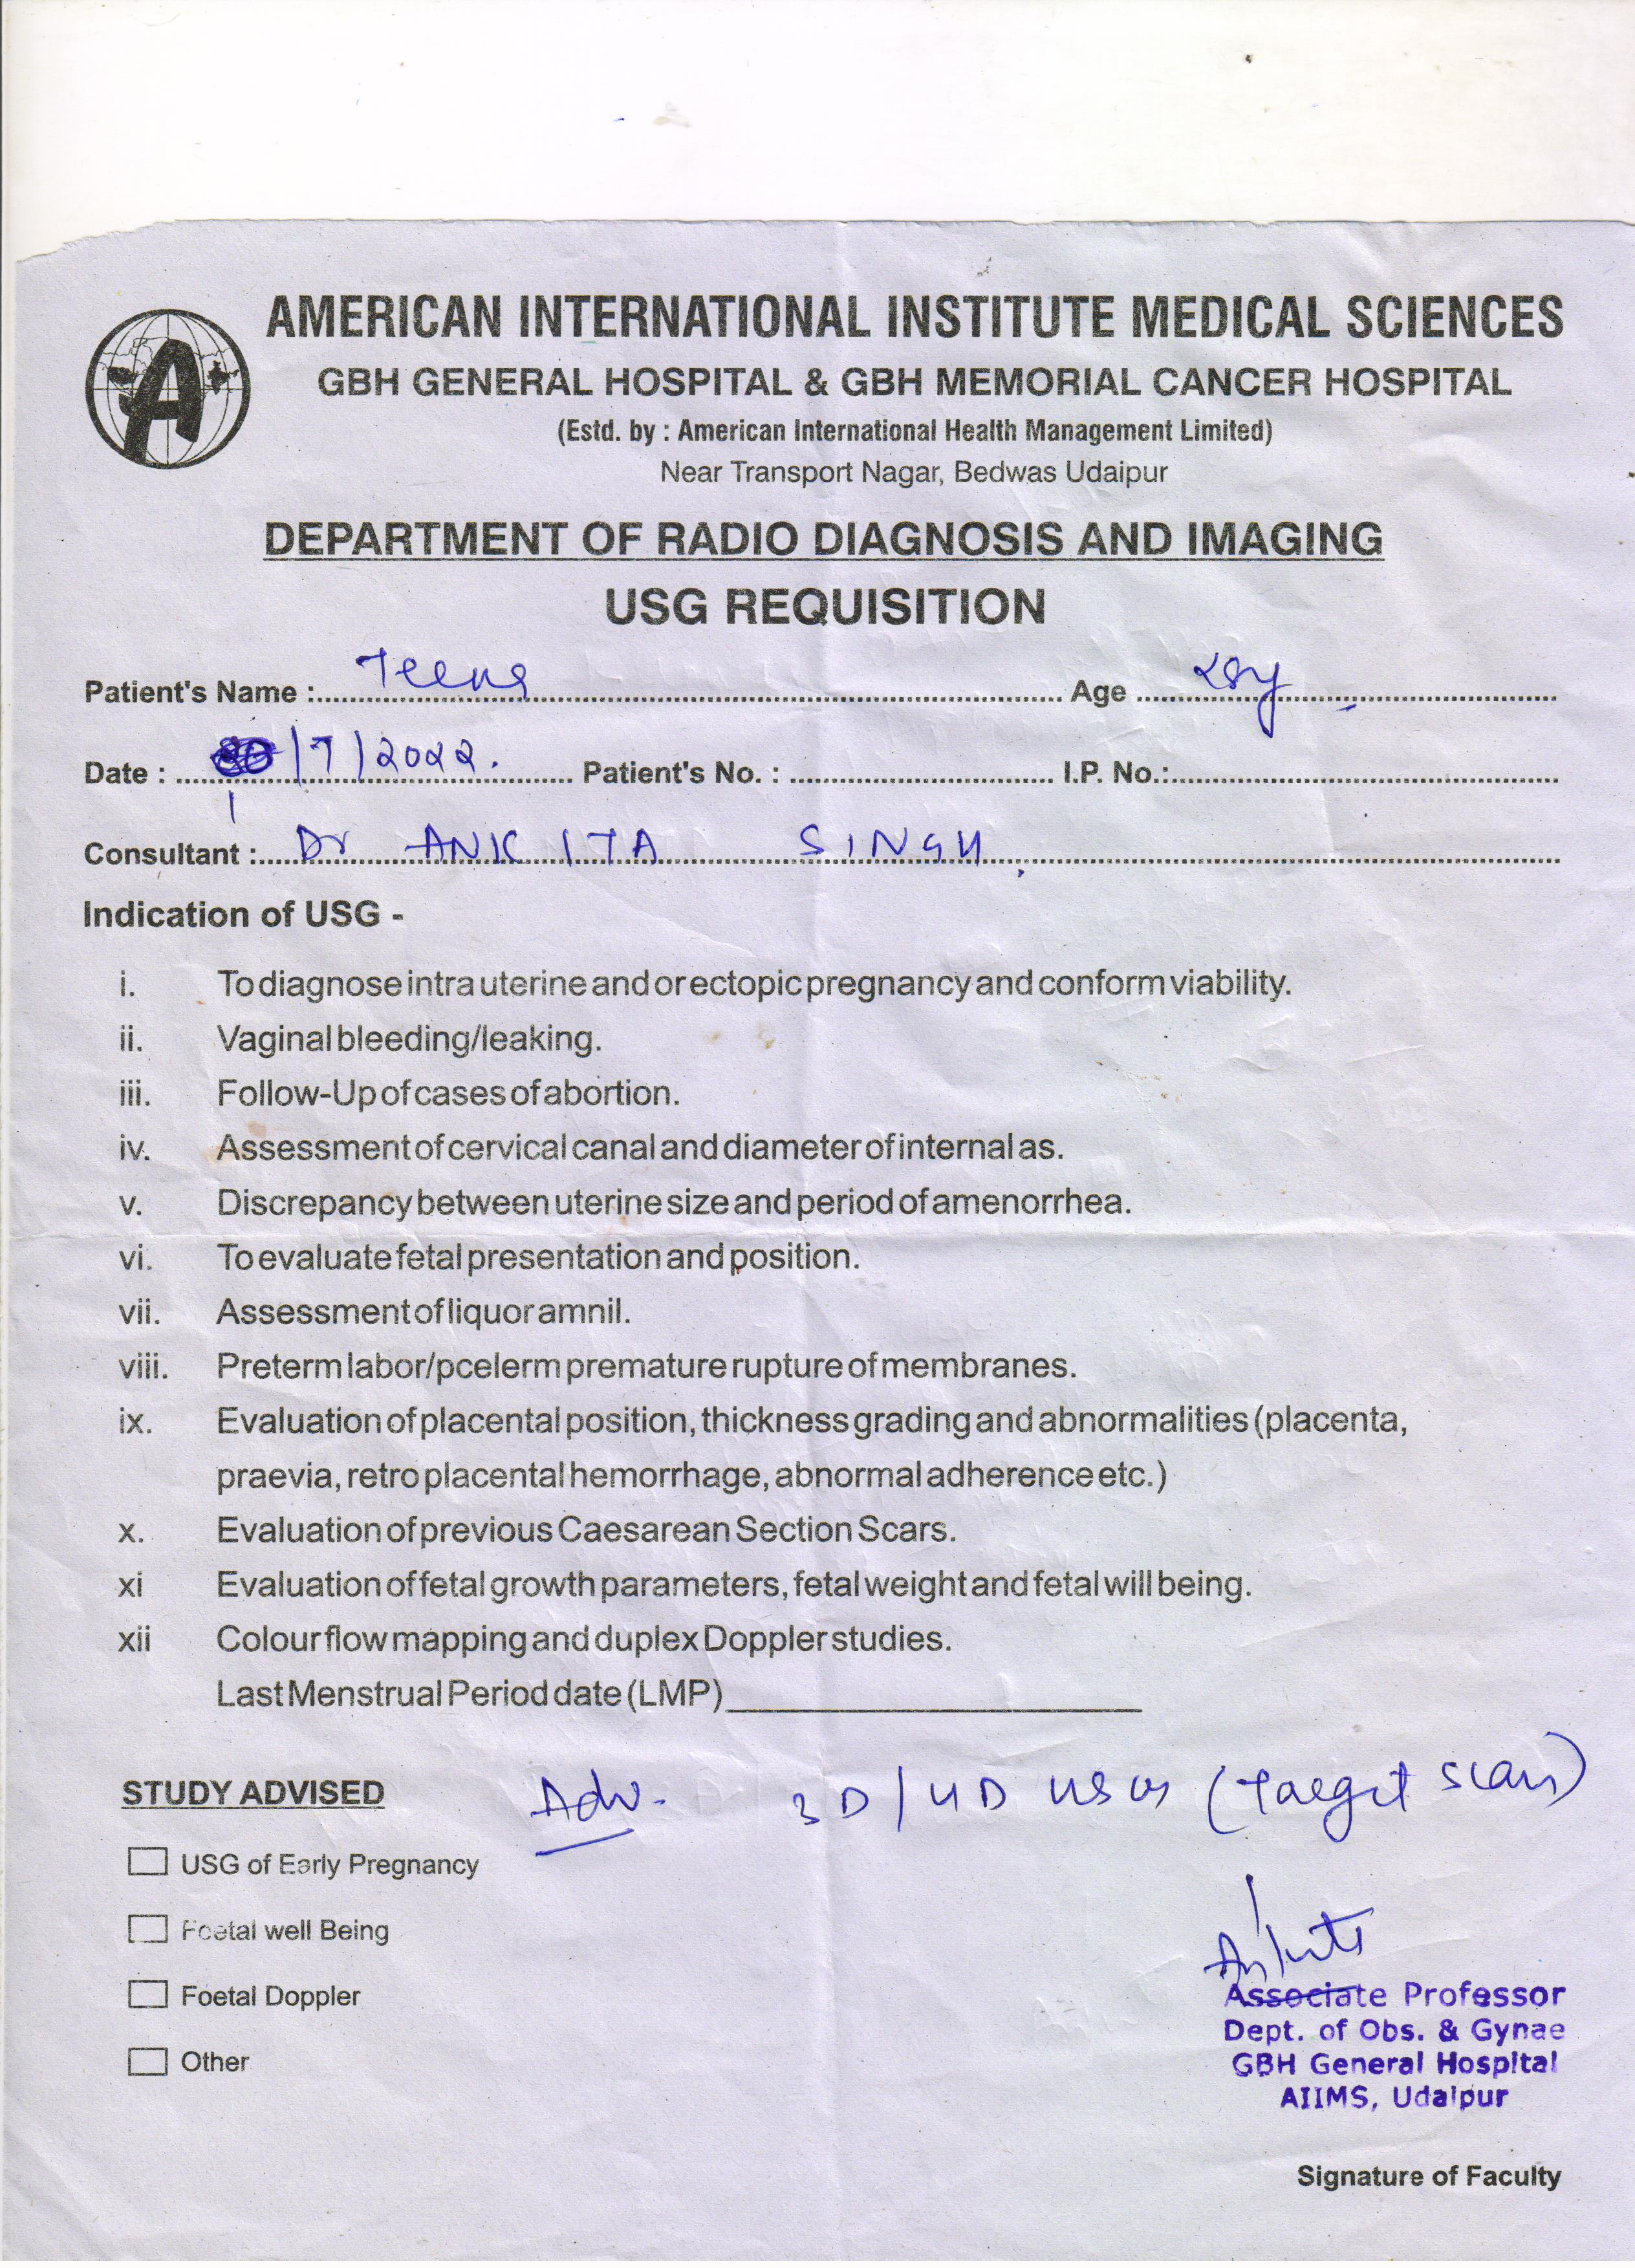 AMERICAN INTERNATIONAL INSTITUTE MEDICAL SCIENCES
GBH GENERAL HOSPITAL & GBH MEMORIAL CANCER HOSPITAL
(Estd. by : American International Health Management Limited)
Near Transport Nagar, Bedwas Udaipur
DEPARTMENT OF RADIO DIAGNOSIS AND IMAGING
USG REQUISITION
Patient's Name : Teena Age
Date : /7/2022. Patient's No. : I.P. No.:
1
Consultant : Dr ANKITA SINGH
Indication of USG -
i. To diagnose intra uterine and or ectopic pregnancy and conform viability.
ii. Vaginal bleeding/leaking.
iii. Follow-Up of cases of abortion.
iv. Assessment of cervical canal and diameter of internal as.
v. Discrepancy between uterine size and period of amenorrhea.
vi. To evaluate fetal presentation and position.
vii. Assessment of liquor amnil.
viii. Preterm labor/pcelerm premature rupture of membranes.
ix. Evaluation of placental position, thickness grading and abnormalities (placenta,
praevia, retro placental hemorrhage, abnormal adherence etc.)
x. Evaluation of previous Caesarean Section Scars.
xi Evaluation of fetal growth parameters, fetal weight and fetal will being.
xii Colour flow mapping and duplex Doppler studies.
Last Menstrual Period date (LMP)
STUDY ADVISED Adv. 3D/4D USG (Target scan)
USG of Early Pregnancy
Foetal well Being
Foetal Doppler
Other
Ankita
Associate Professor
Dept. of Obs. & Gynae
GBH General Hospital
AIIMS, Udaipur
Signature of Faculty